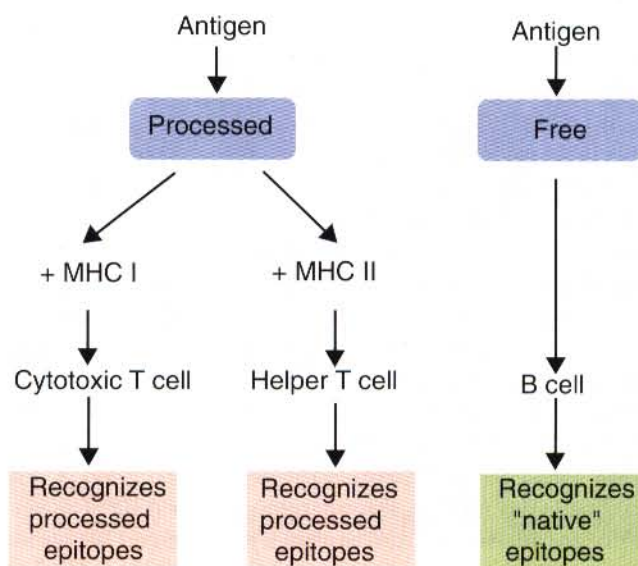 Antigen
Antigen
Processed
Free
+ MHC I
+ MHC II
Cytotoxic T cell
Helper T cell
B cell
Recognizes
processed
epitopes
Recognizes
processed
epitopes
Recognizes
"native"
epitopes